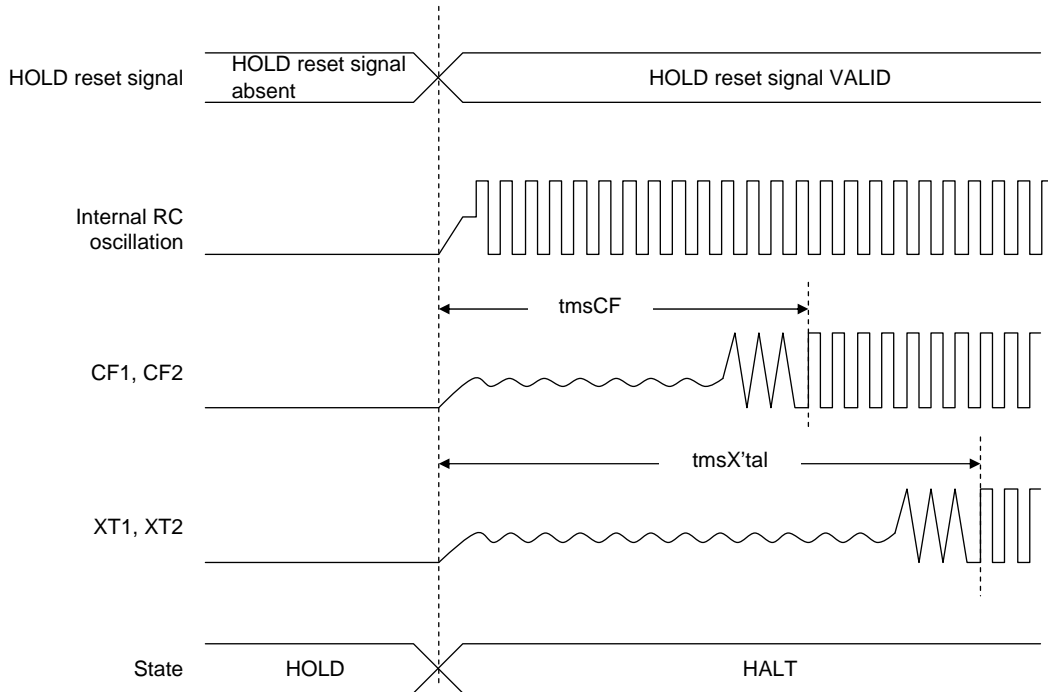 HOLD reset signal
HOLD reset signal
absent
HOLD reset signal VALID
Internal RC
oscillation
tmsCF
CF1, CF2
tmsX’tal
XT1, XT2
State
HOLD
HALT